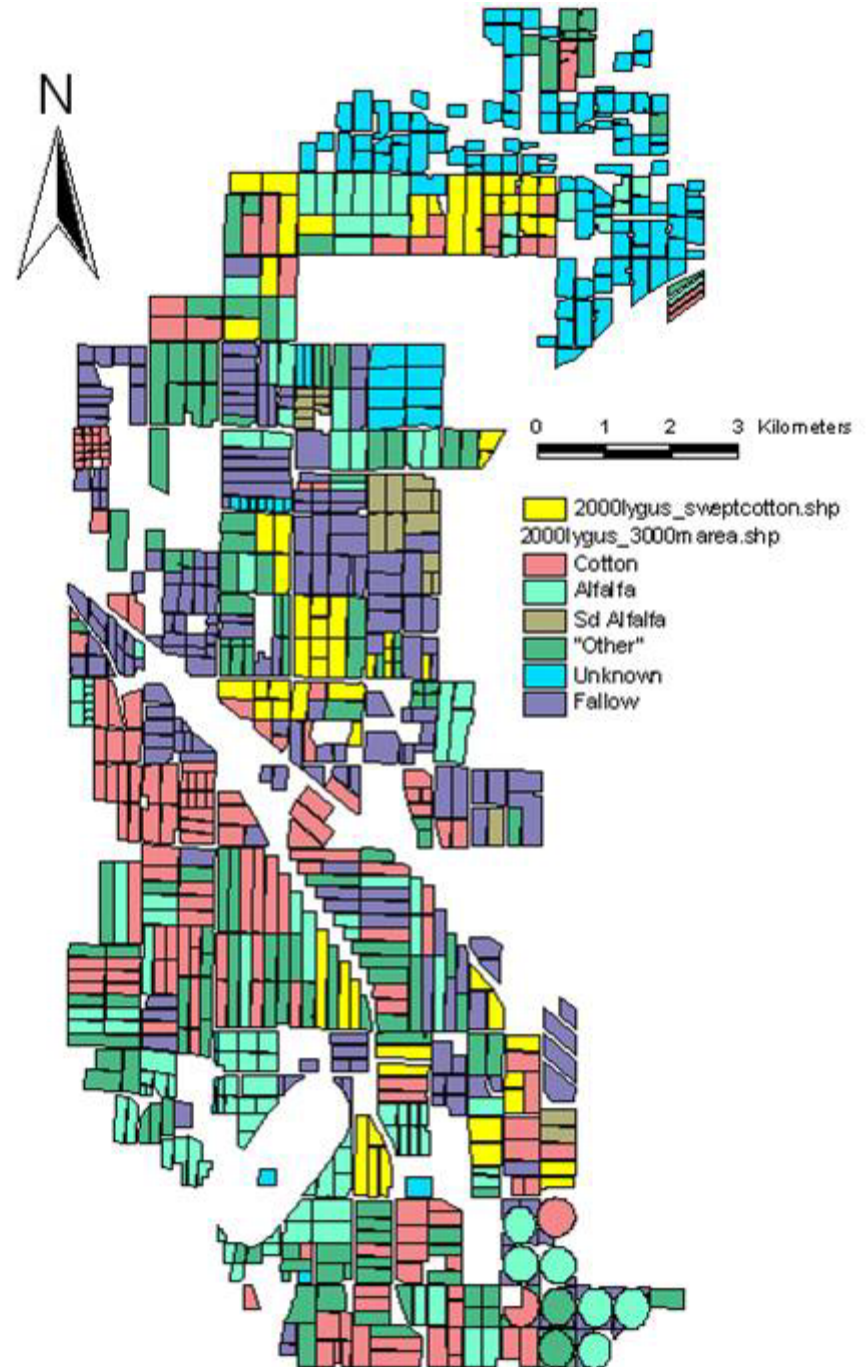 N
0 1 2 3 Kilometers
2000lygus_sweptcotton.shp
2000lygus_3000marea.shp
Cotton
Alfalfa
Sd Alfalfa
"Other"
Unknown
Fallow